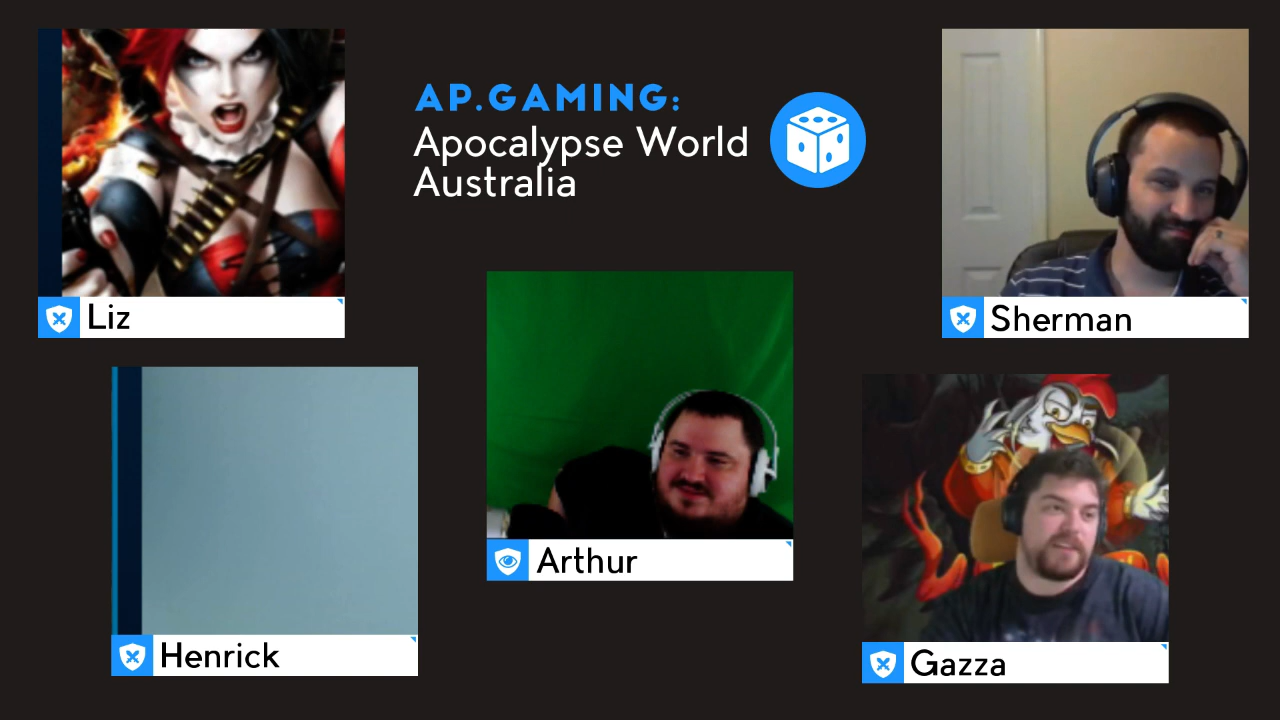 AP.GAMING:
Apocalypse World
Australia
Liz
Sherman
Arthur
Henrick
Gazza